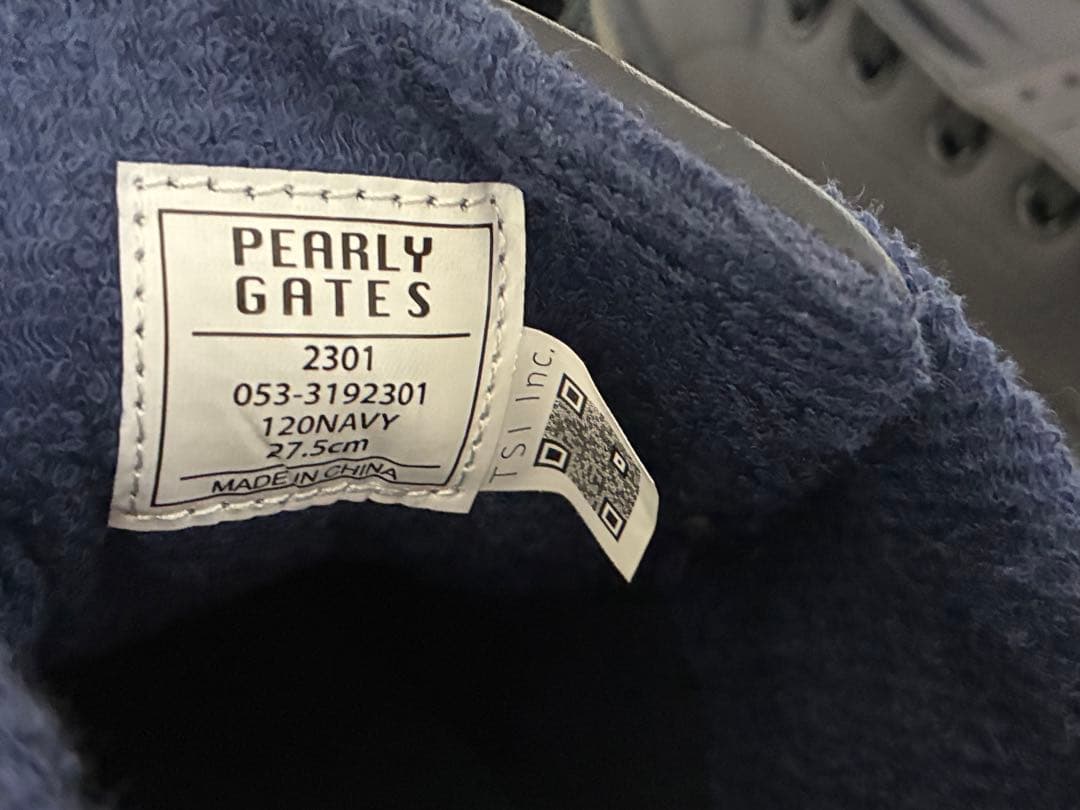 PEARLY
GATES
2301
053-3192301
120NAVY
27.5cm
MADE IN CHINA
TSI Inc.